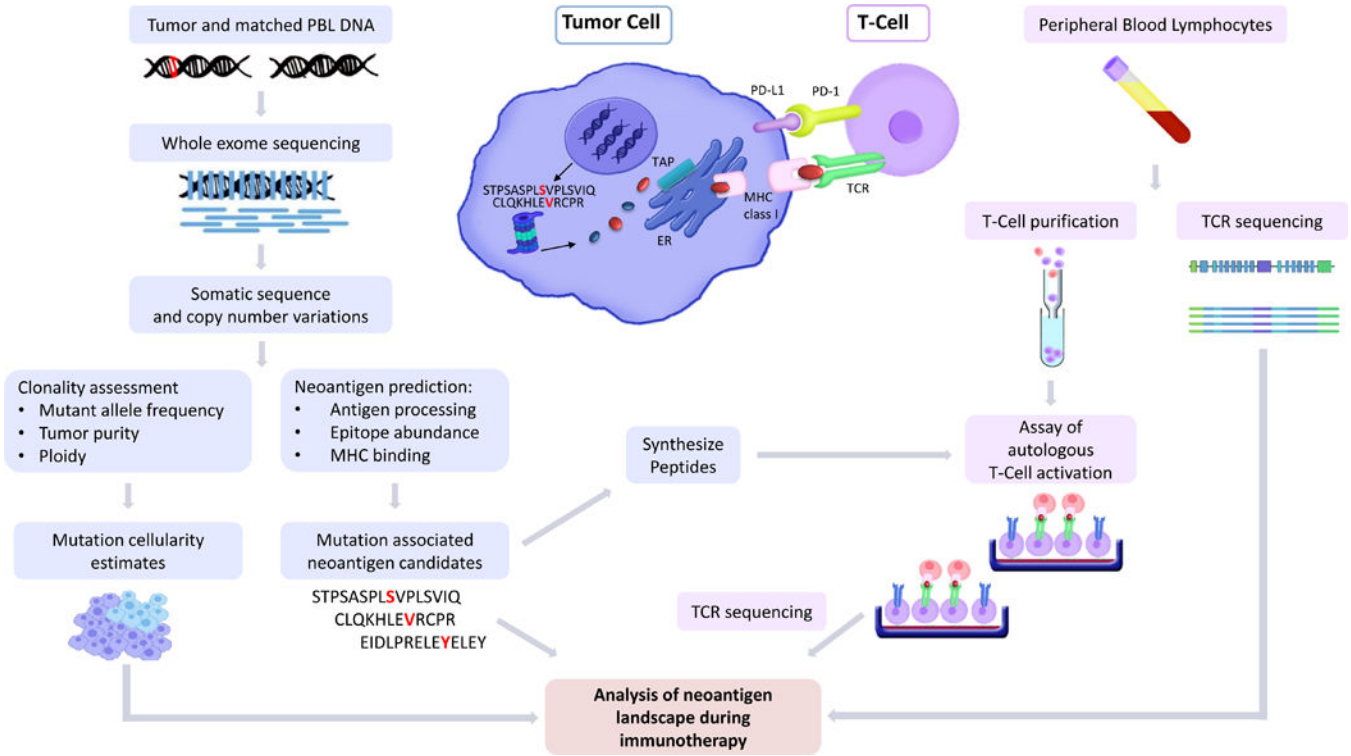 Tumor and matched PBL DNA
Whole exome sequencing
Somatic sequence
and copy number variations
Clonality assessment
• Mutant allele frequency
• Tumor purity
• Ploidy
Neoantigen prediction:
• Antigen processing
• Epitope abundance
• MHC binding
Mutation cellularity
estimates
Mutation associated
neoantigen candidates
STPSASPLSVPLSVIQ
CLQKHLEVRCPR
EIDLPRELEYELEY
Tumor Cell
T-Cell
PD-L1
PD-1
TAP
STPSASPLSVPLSVIQ
CLQKHLEVRCPR
ER
MHC
class I
TCR
Peripheral Blood Lymphocytes
T-Cell purification
TCR sequencing
Synthesize
Peptides
Assay of
autologous
T-Cell activation
TCR sequencing
Analysis of neoantigen
landscape during
immunotherapy